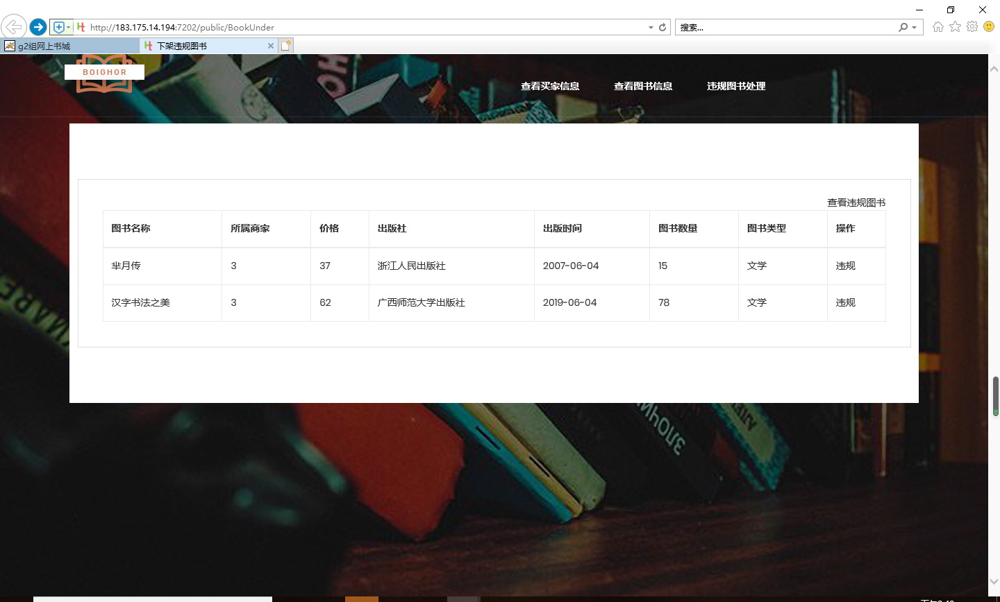 http://183.175.14.194:7202/public/BookUnder
搜索...
g2组网上书城
下架违规图书
BOIGHOR
查看买家信息 查看图书信息 违规图书处理
查看违规图书
图书名称 所属商家 价格 出版社 出版时间 图书数量 图书类型 操作
芈月传 3 37 浙江人民出版社 2007-06-04 15 文学 违规
汉字书法之美 3 62 广西师范大学出版社 2019-06-04 78 文学 违规